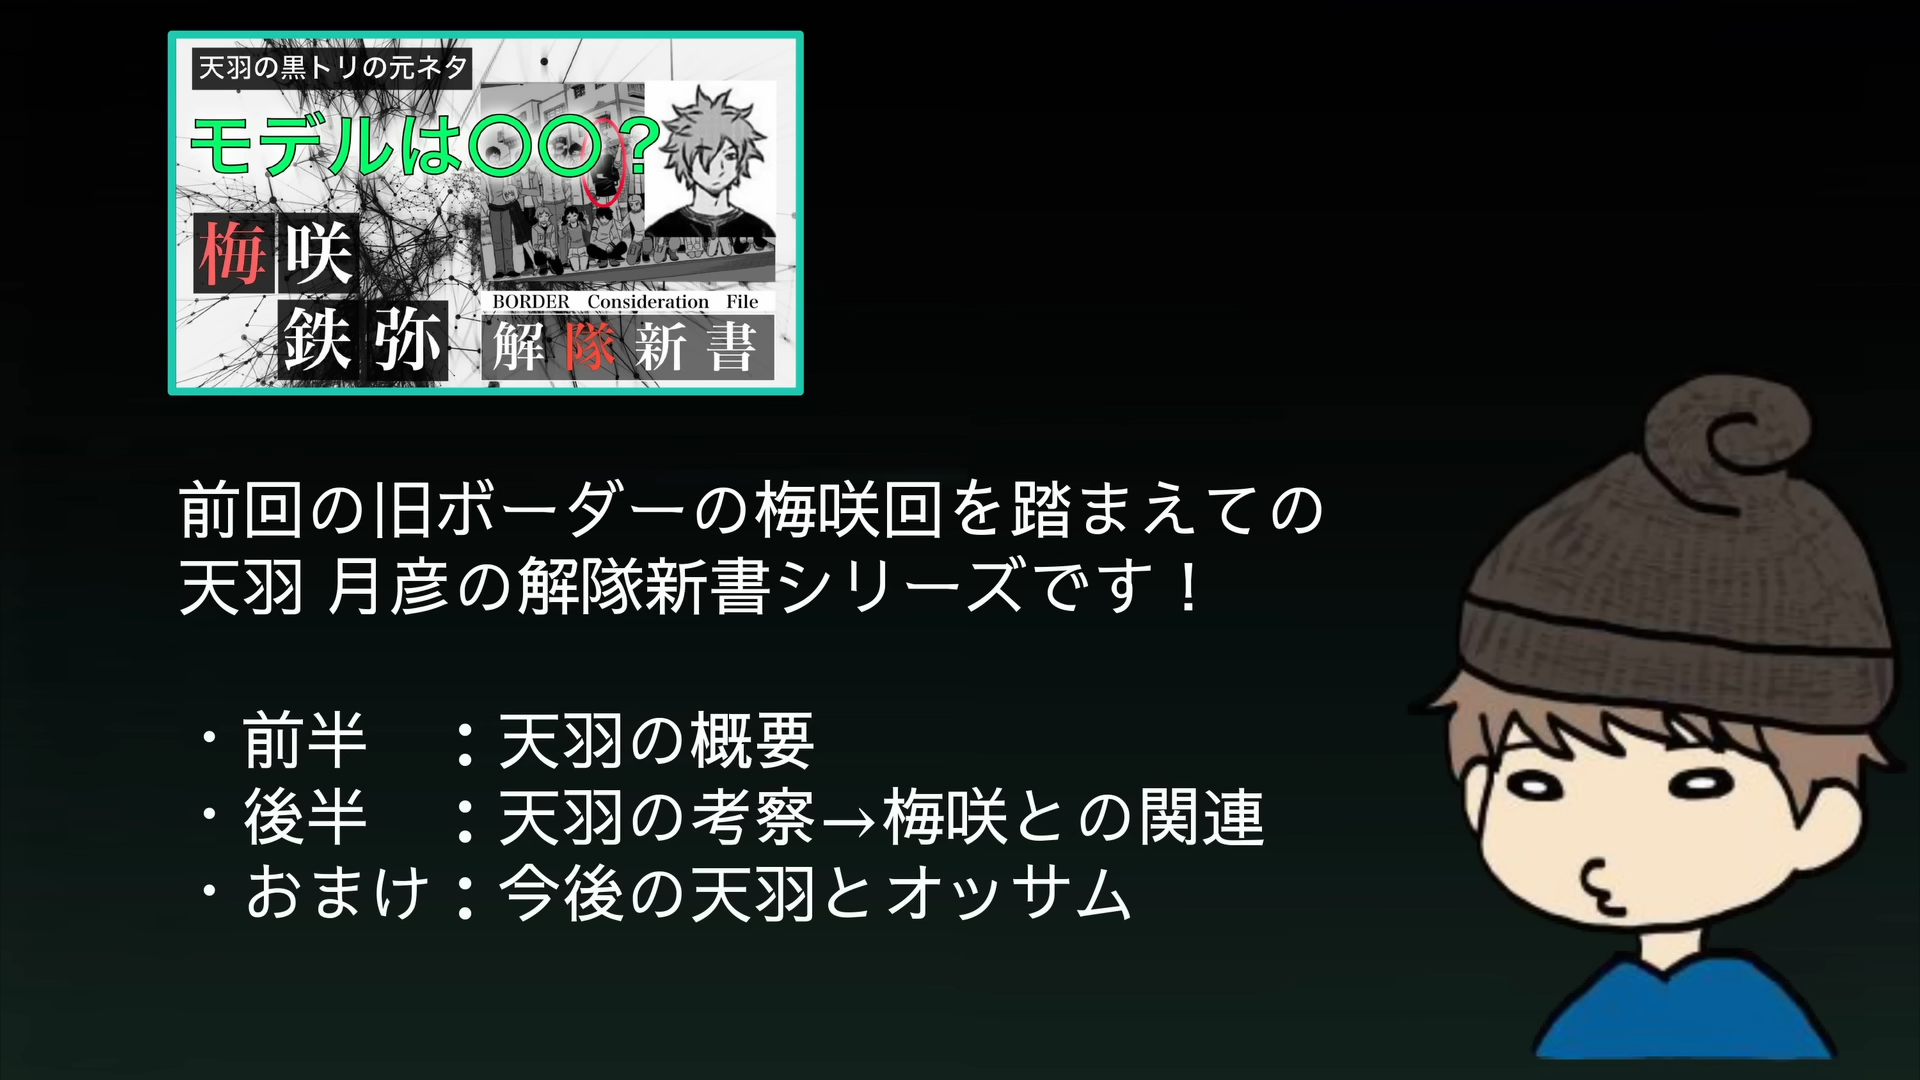 天羽の黒トリの元ネタ
モデルは〇〇？
梅咲
鉄弥
BORDER Consideration File
解隊新書
前回の旧ボーダーの梅咲回を踏まえての
天羽 月彦の解隊新書シリーズです！
・前半　：天羽の概要
・後半　：天羽の考察→梅咲との関連
・おまけ：今後の天羽とオッサム